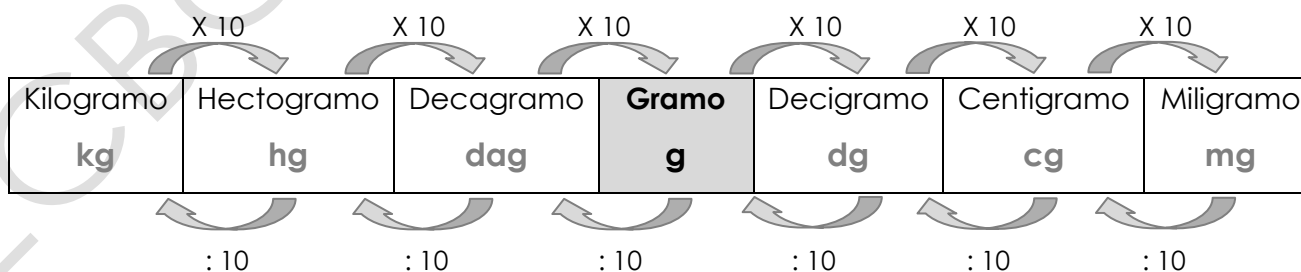 X 10 X 10 X 10 X 10 X 10 X 10
Kilogramo Hectogramo Decagramo Gramo Decigramo Centigramo Miligramo
kg hg dag g dg cg mg
: 10 : 10 : 10 : 10 : 10 : 10